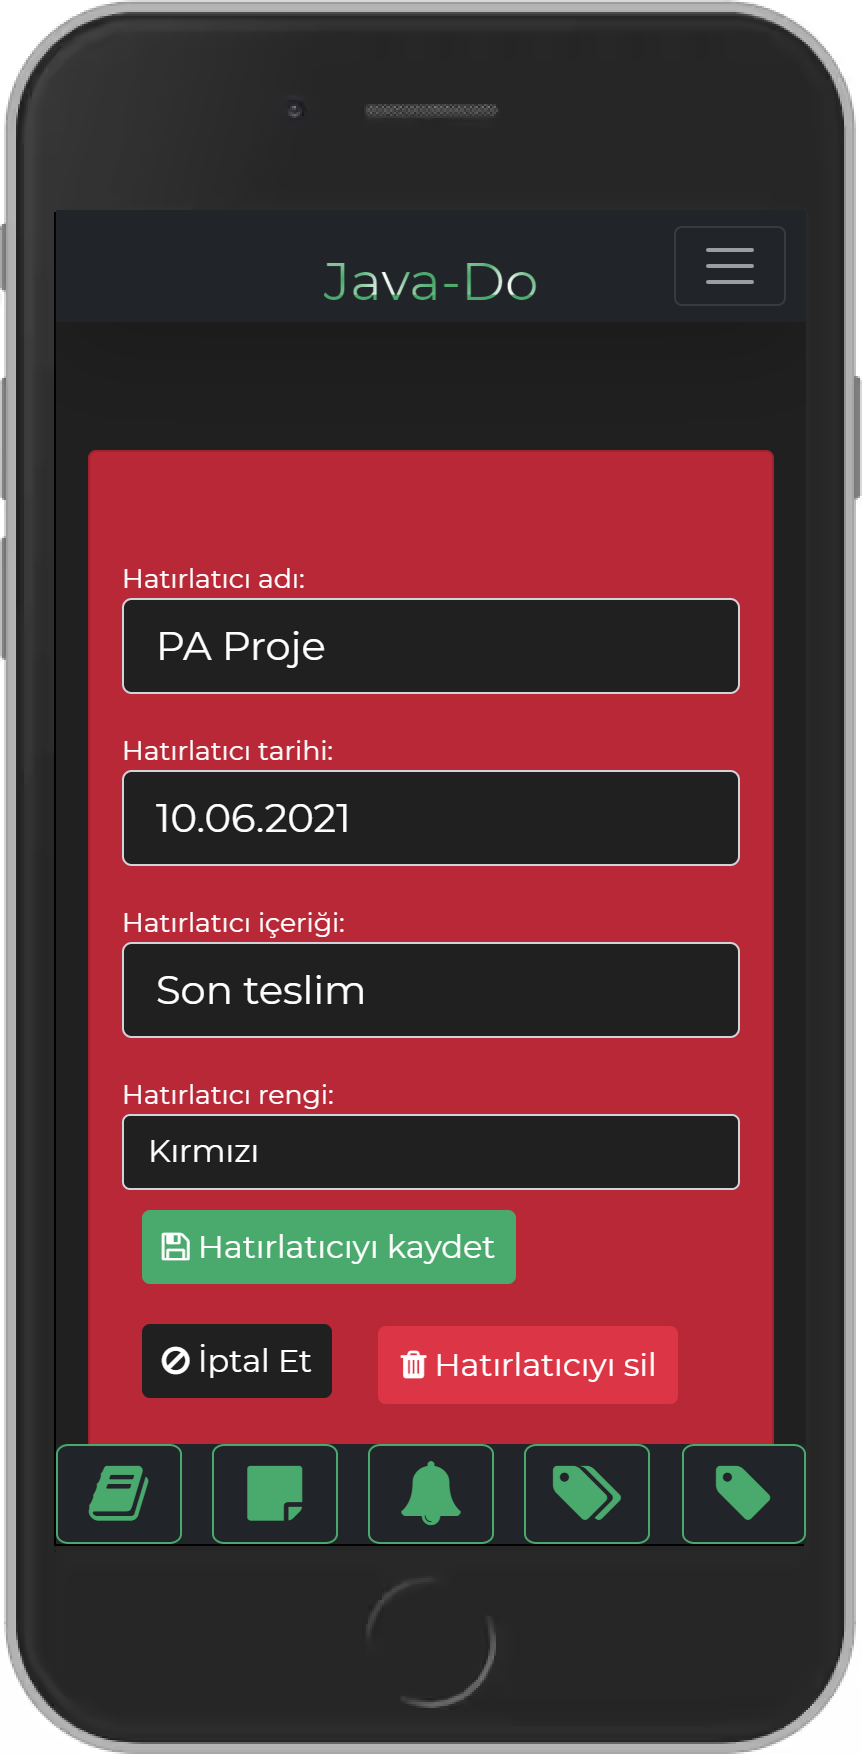 Java-Do
Hatırlatıcı adı:
PA Proje
Hatırlatıcı tarihi:
10.06.2021
Hatırlatıcı içeriği:
Son teslim
Hatırlatıcı rengi:
Kırmızı
Hatırlatıcıyı kaydet
İptal Et
Hatırlatıcıyı sil